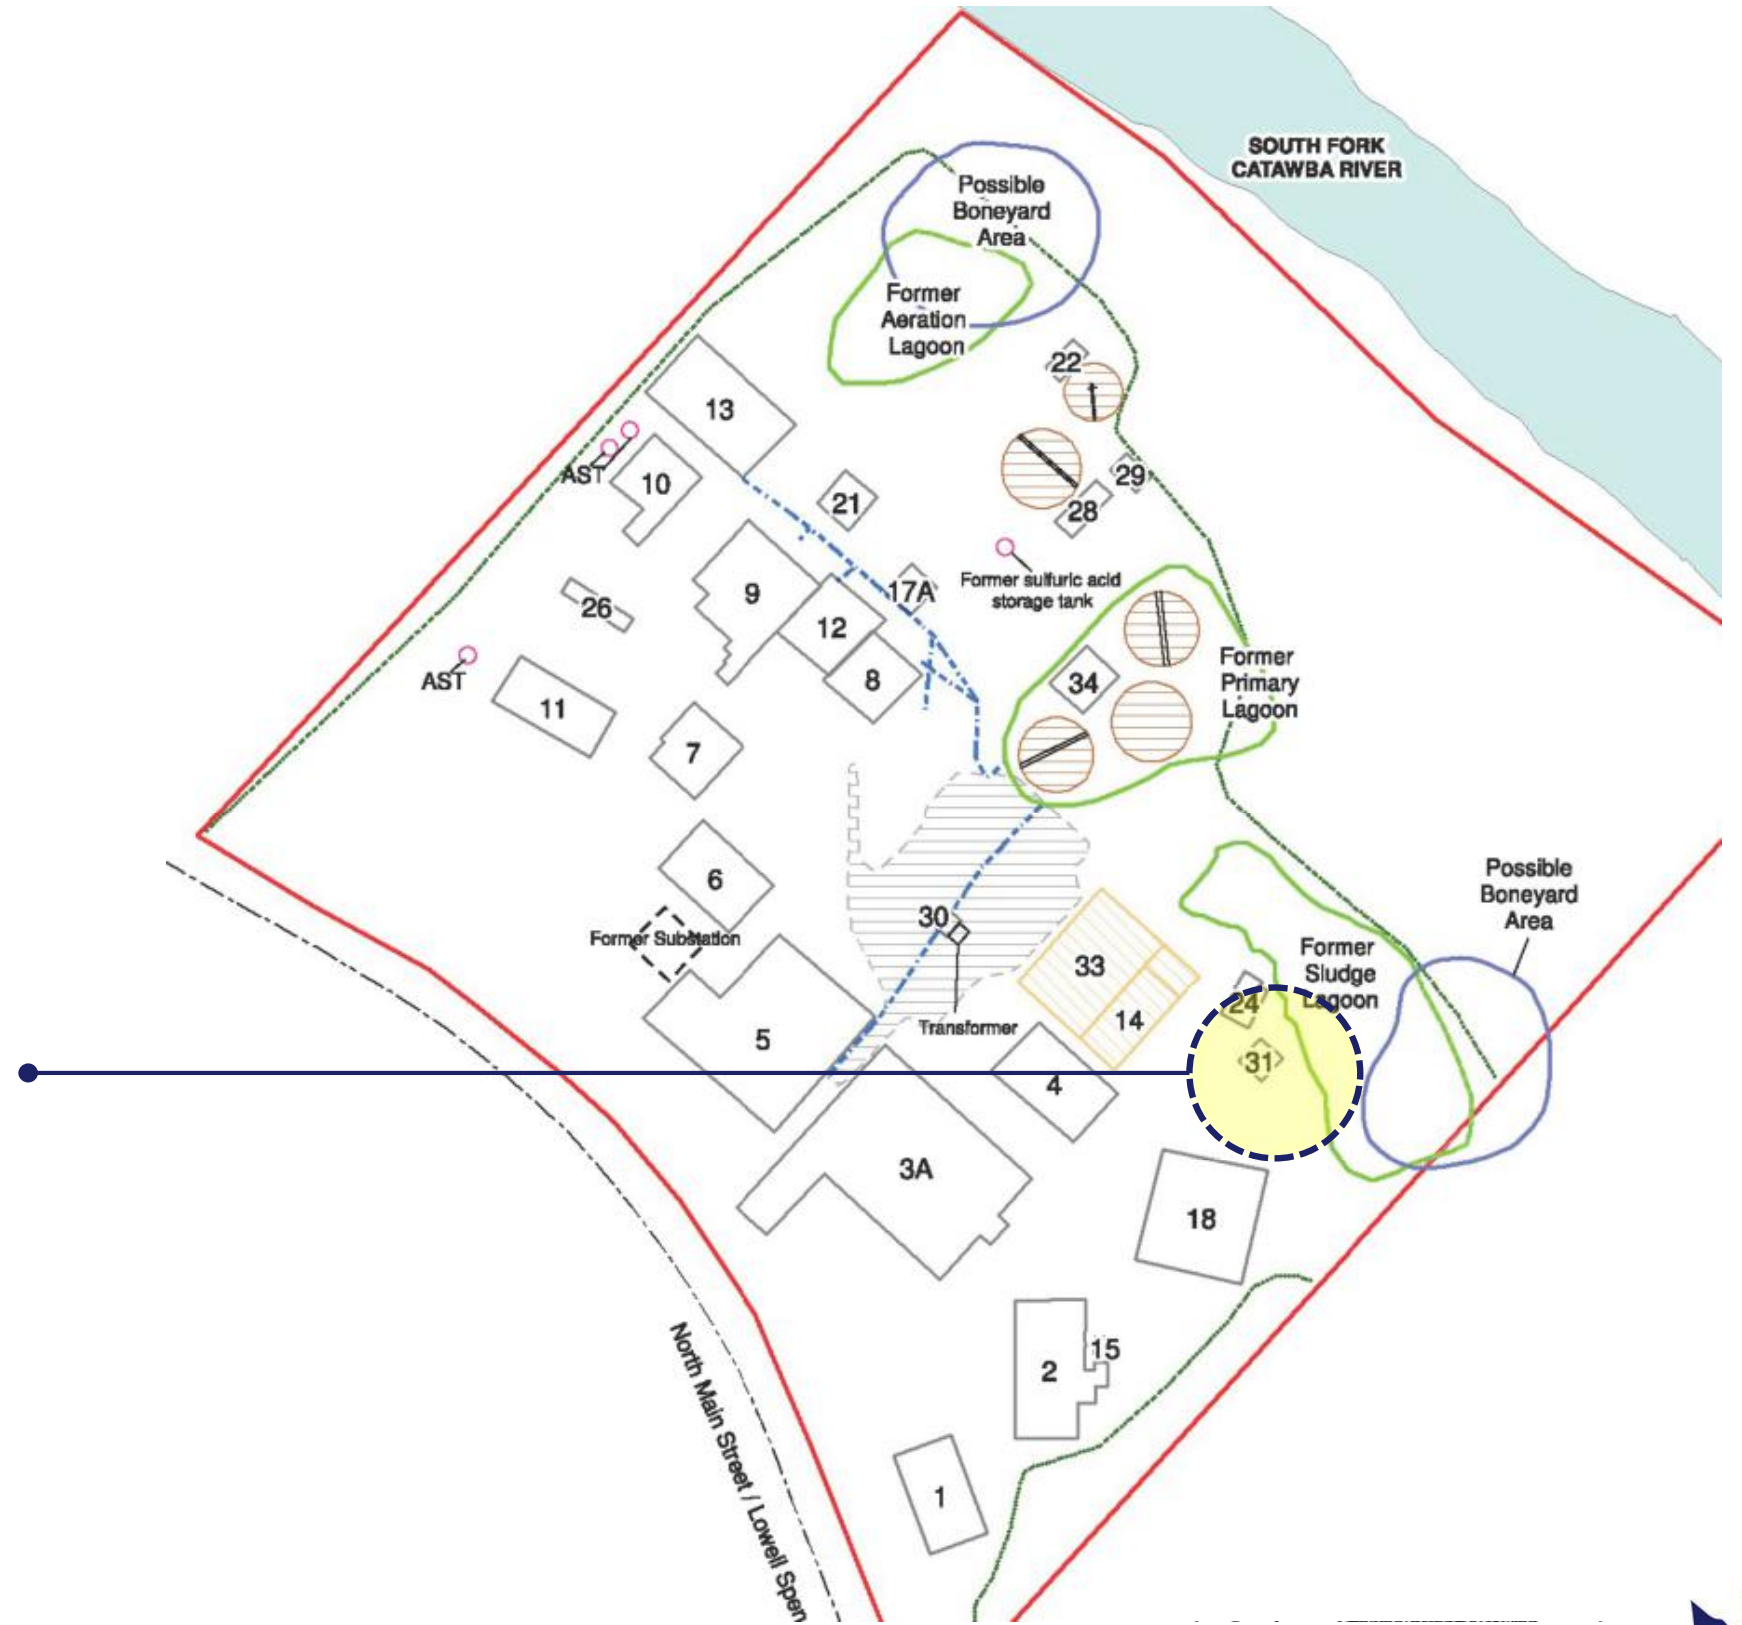 SOUTH FORK
CATAWBA RIVER
Possible
Boneyard
Area
Former
Aeration
Lagoon
22
13
AST
10
21
29
28
Former sulfuric acid
storage tank
9
17A
26
12
AST
11
8
34
Former
Primary
Lagoon
7
6
Possible
Boneyard
Area
30
Former Substation
33
Former
Sludge
Lagoon
24
14
Transformer
5
31
4
3A
18
15
2
North Main Street / Lowell Spen
1